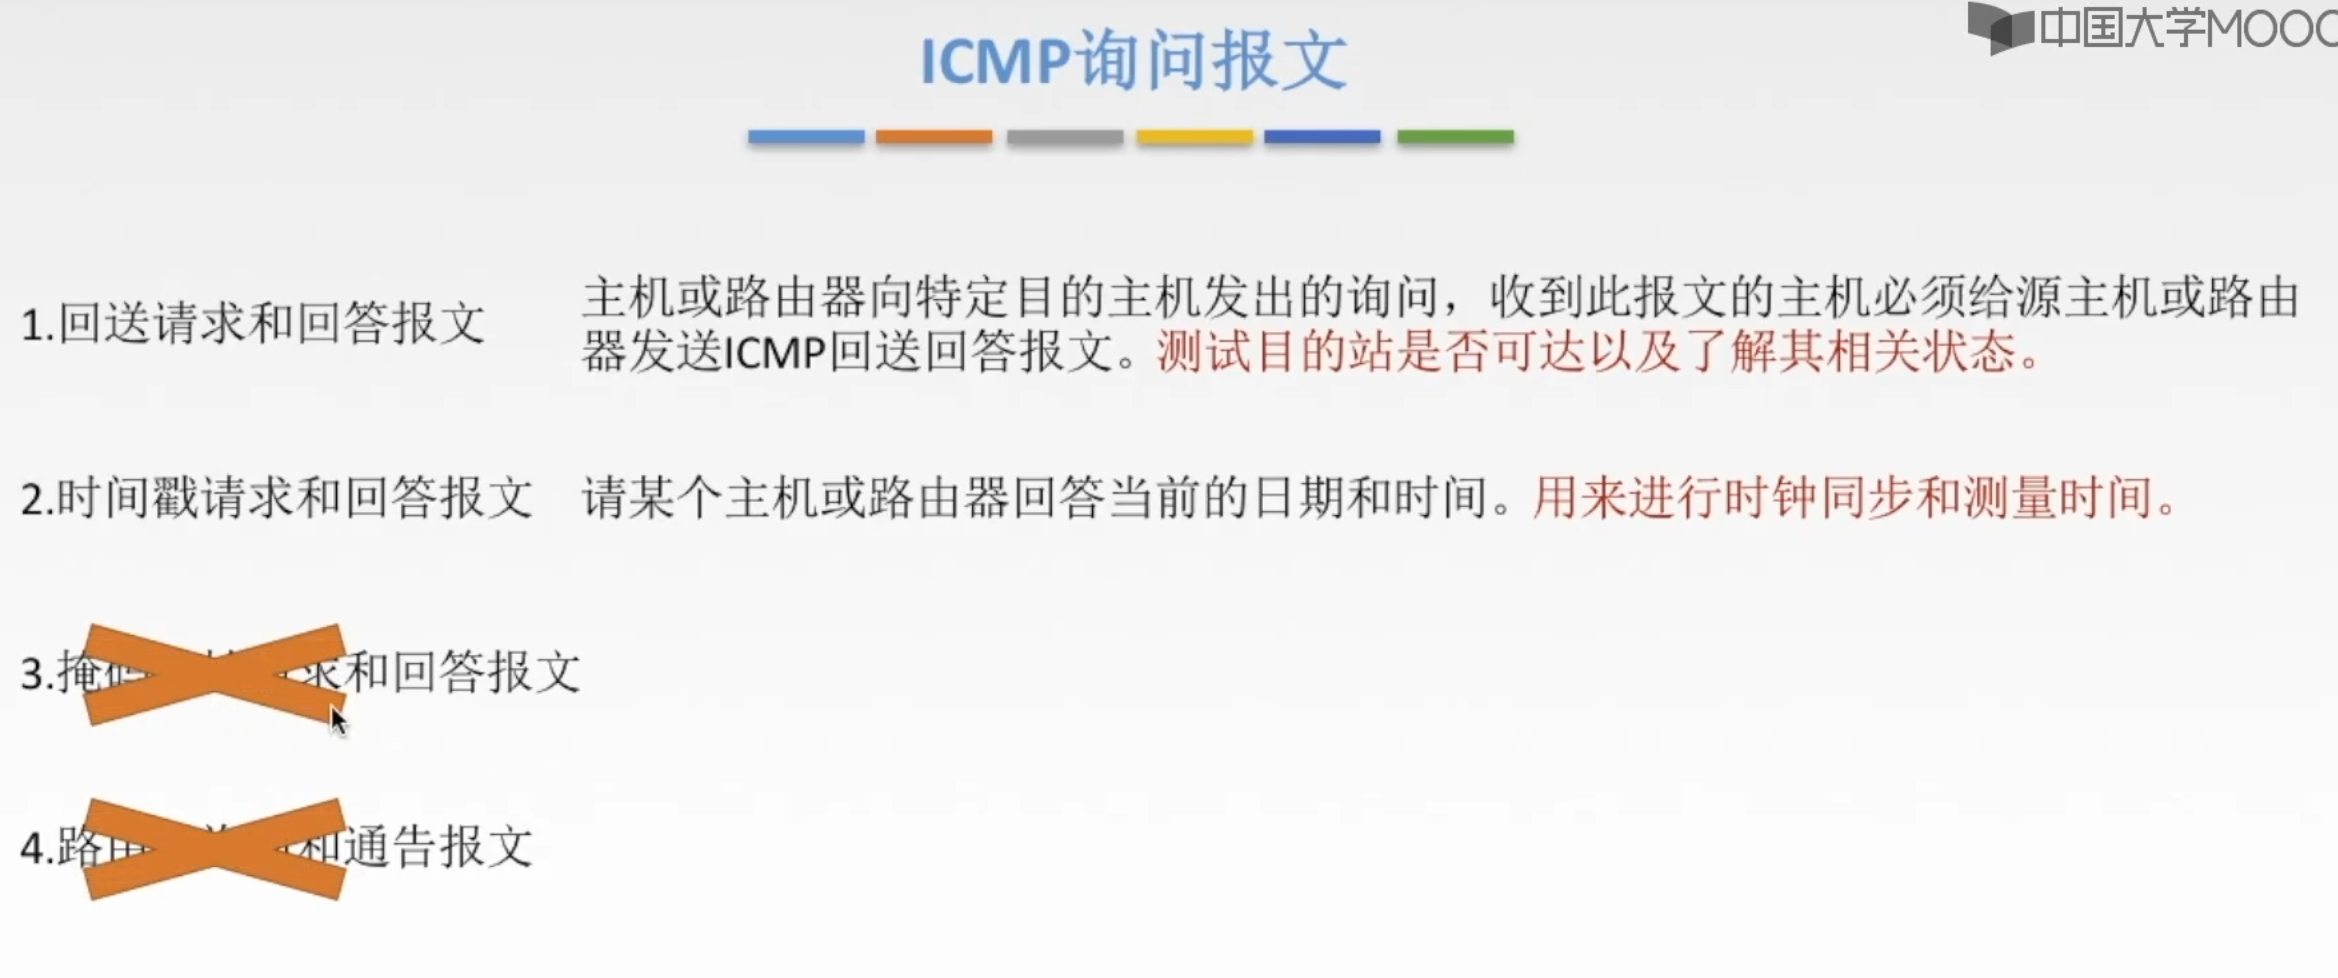 中国大学MOOC
ICMP询问报文
1.回送请求和回答报文
主机或路由器向特定目的主机发出的询问，收到此报文的主机必须给源主机或路由
器发送ICMP回送回答报文。测试目的站是否可达以及了解其相关状态。
2.时间戳请求和回答报文
请某个主机或路由器回答当前的日期和时间。用来进行时钟同步和测量时间。
3.掩码 求和回答报文
4.路由 和通告报文